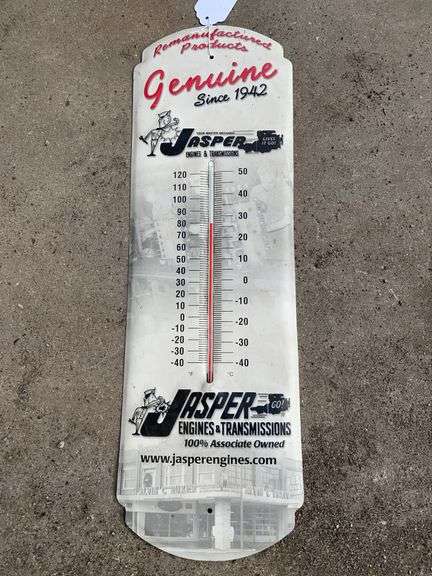 Remanufactured
Products
Genuine
Since 1942
JASPER
ENGINES & TRANSMISSIONS
120 50
110
100 40
90
80 30
70 20
60
50 10
40
30 0
20
10 -10
0
-10 -20
-20 -30
-30
-40 -40
°F °C
JASPER
GO!
ENGINES & TRANSMISSIONS
100% Associate Owned
www.jasperengines.com